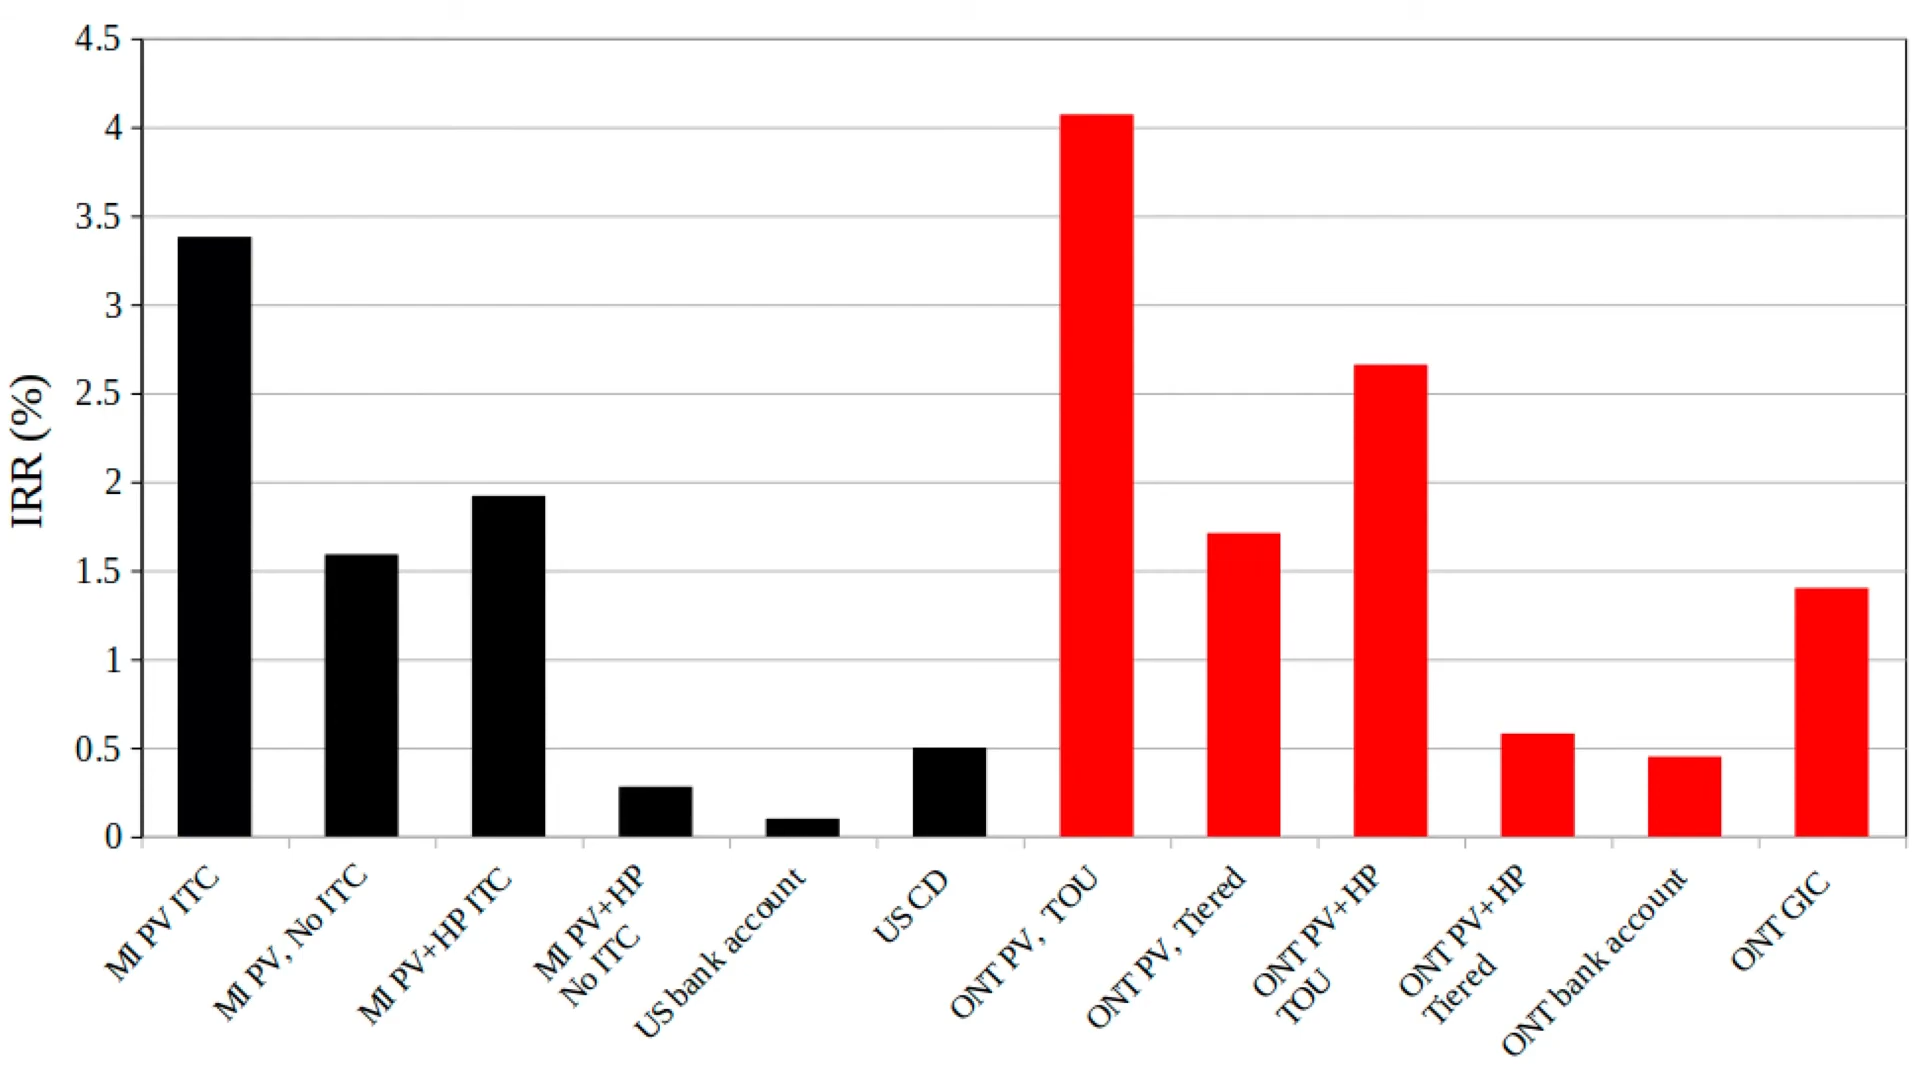 4.5
4
3.5
3
2.5
2
1.5
1
0.5
0
IRR (%)
MI PV ITC
MI PV, No ITC
MI PV+HP ITC
MI PV+HP
No ITC
US bank account
US CD
ONT PV, TOU
ONT PV, Tiered
ONT PV+HP
TOU
ONT PV+HP
Tiered
ONT bank account
ONT GIC